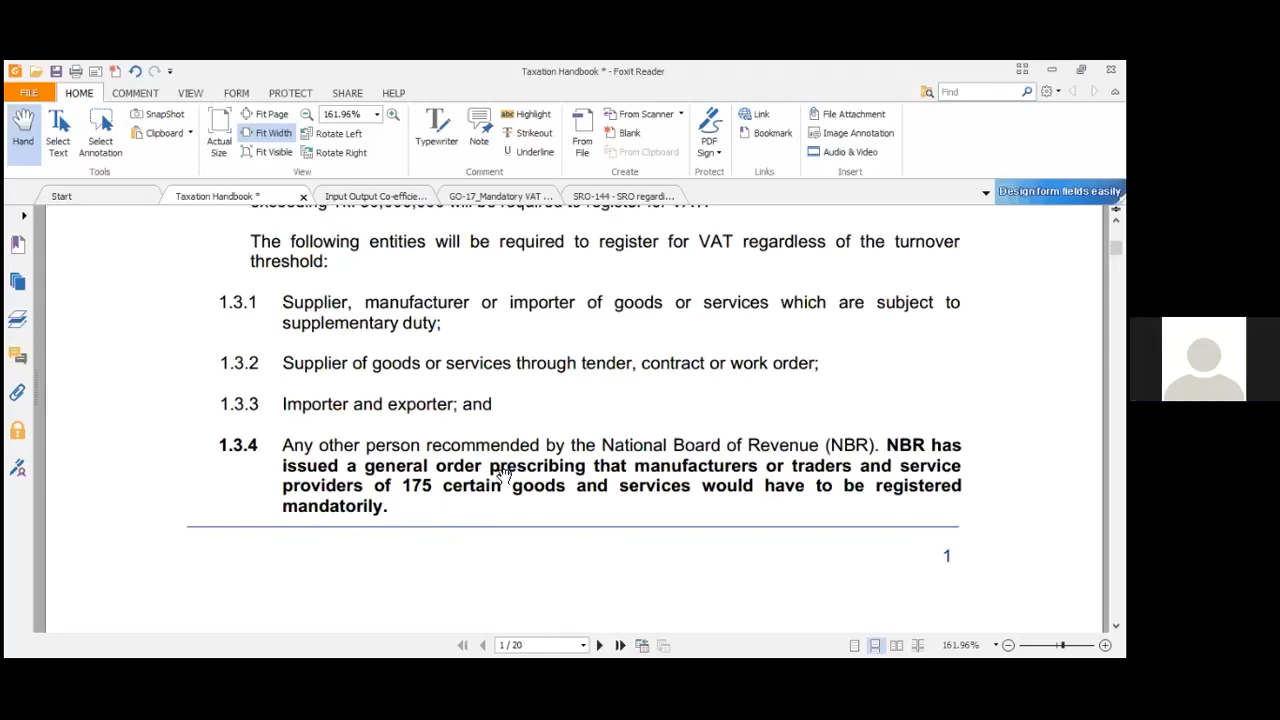 Taxation Handbook * - Foxit Reader
FILE HOME COMMENT VIEW FORM PROTECT SHARE HELP
Find
Hand
Select Text
SnapShot
Clipboard
Select Annotation
Tools
Actual Size
Fit Page
Fit Width
Fit Visible
161.96%
Rotate Left
Rotate Right
View
Typewriter
Note
Highlight
Strikeout
Underline
Comment
From File
From Scanner
Blank
From Clipboard
Create
PDF Sign
Protect
Link
Bookmark
Links
File Attachment
Image Annotation
Audio & Video
Insert
Start
Taxation Handbook *
Input Output Co-efficie...
GO-17_Mandatory VAT ...
SRO-144 - SRO regardi...
Design form fields easily
The following entities will be required to register for VAT regardless of the turnover
threshold:
1.3.1 Supplier, manufacturer or importer of goods or services which are subject to
supplementary duty;
1.3.2 Supplier of goods or services through tender, contract or work order;
1.3.3 Importer and exporter; and
1.3.4 Any other person recommended by the National Board of Revenue (NBR). NBR has
issued a general order prescribing that manufacturers or traders and service
providers of 175 certain goods and services would have to be registered
mandatorily.
1
1 / 20
161.96%